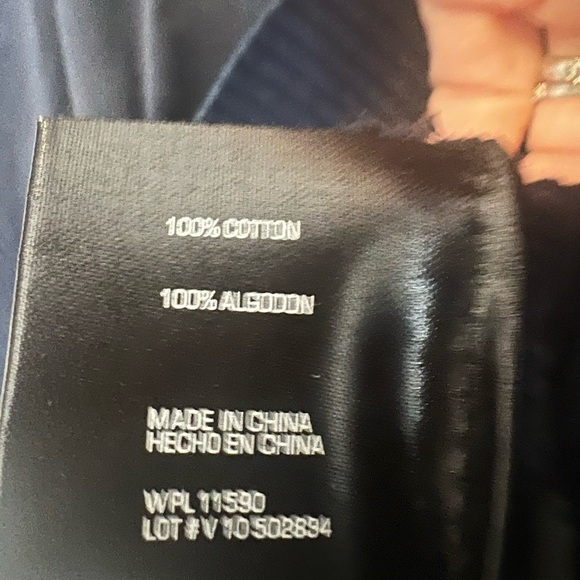 100% COTTON
100% ALGODON
MADE IN CHINA
HECHO EN CHINA
WPL 11590
LOT # V 10 502894